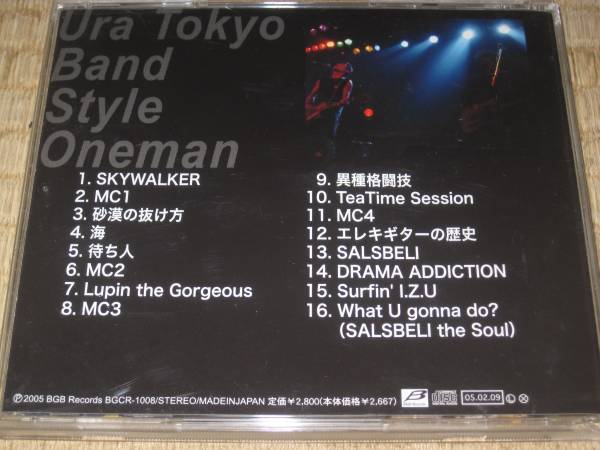 Ura Tokyo
Band
Style
Oneman
1. SKYWALKER
2. MC1
3. 砂漠の抜け方
4. 海
5. 待ち人
6. MC2
7. Lupin the Gorgeous
8. MC3
9. 異種格闘技
10. TeaTime Session
11. MC4
12. エレキギターの歴史
13. SALSBELI
14. DRAMA ADDICTION
15. Surfin' I.Z.U
16. What U gonna do?
(SALSBELI the Soul)
Ⓟ2005 BGB Records BGCR-1008/STEREO/MADEINJAPAN 定価¥2,800(本体価格¥2,667) B disc 05.02.09 Ⓛ Ⓧ